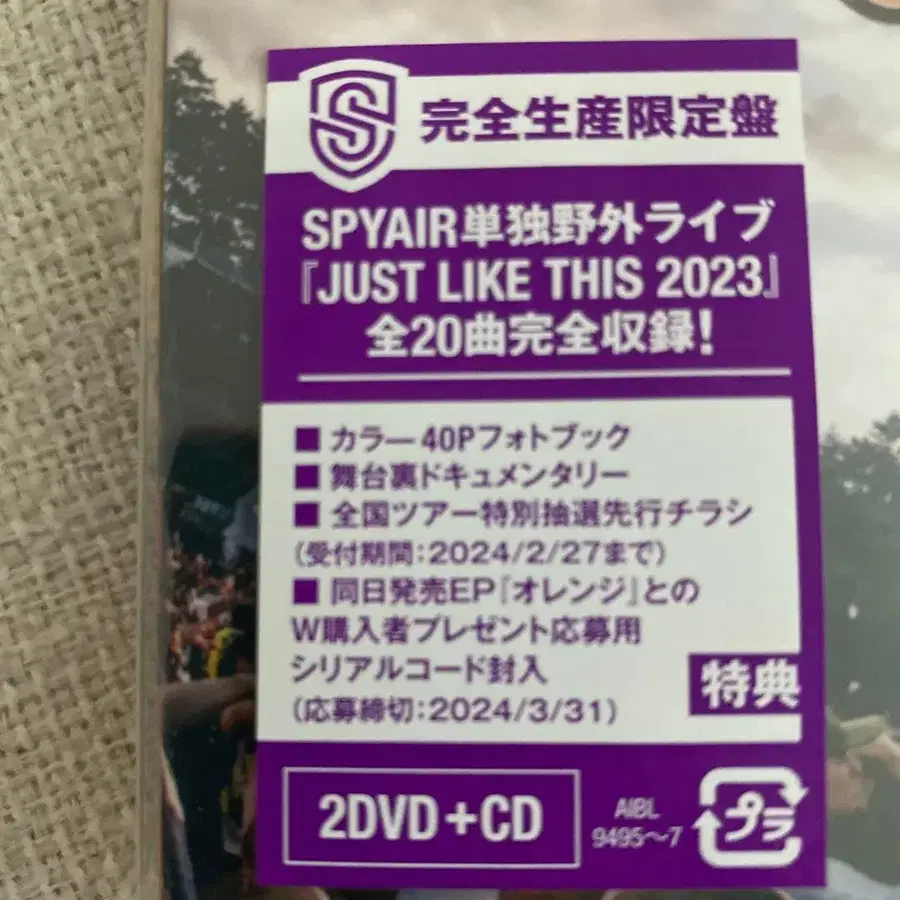 S 完全生産限定盤
SPYAIR単独野外ライブ
『JUST LIKE THIS 2023』
全20曲完全収録!
■ カラー40Pフォトブック
■ 舞台裏ドキュメンタリー
■ 全国ツアー特別抽選先行チラシ
(受付期間:2024/2/27まで)
■ 同日発売EP『オレンジ』との
W購入者プレゼント応募用
シリアルコード封入
(応募締切:2024/3/31)
特典
2DVD+CD
AIBL
9495〜7
プラ